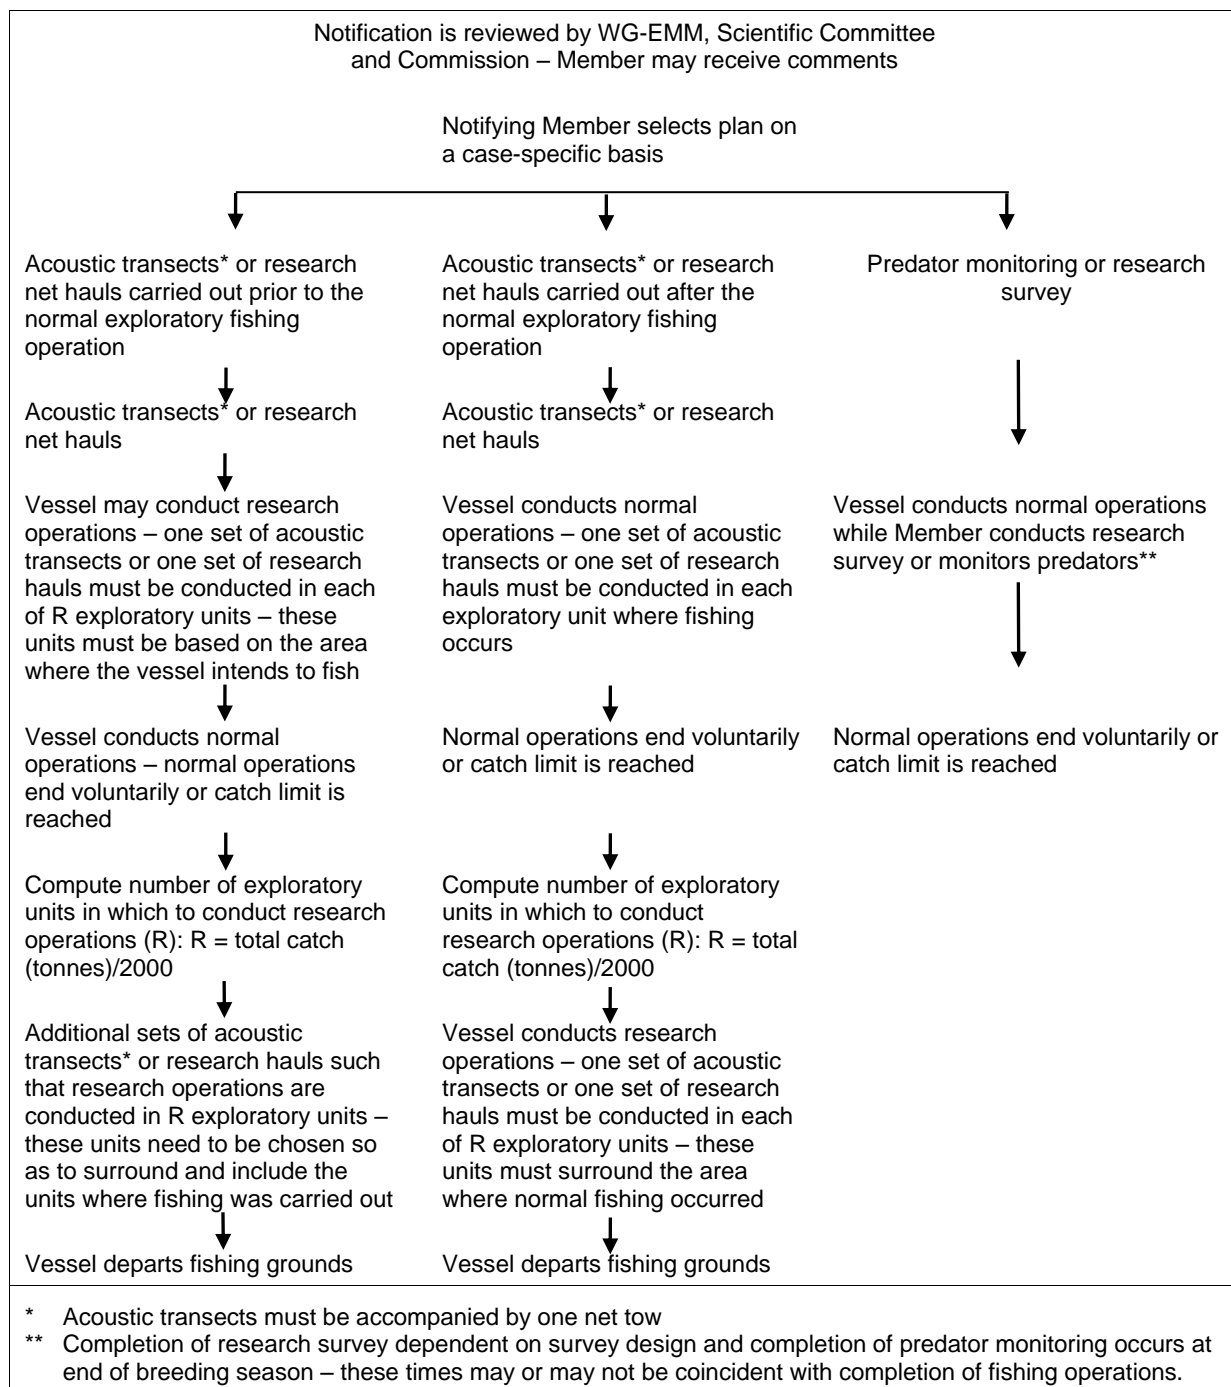 Notification is reviewed by WG-EMM, Scientific Committee
and Commission – Member may receive comments
Notifying Member selects plan on
a case-specific basis
Acoustic transects* or research
net hauls carried out prior to the
normal exploratory fishing
operation
Acoustic transects* or research
net hauls
Vessel may conduct research
operations – one set of acoustic
transects or one set of research
hauls must be conducted in each
of R exploratory units – these
units must be based on the area
where the vessel intends to fish
Vessel conducts normal
operations – normal operations
end voluntarily or catch limit is
reached
Compute number of exploratory
units in which to conduct research
operations (R): R = total catch
(tonnes)/2000
Additional sets of acoustic
transects* or research hauls such
that research operations are
conducted in R exploratory units –
these units need to be chosen so
as to surround and include the
units where fishing was carried out
Vessel departs fishing grounds
Acoustic transects* or research
net hauls carried out after the
normal exploratory fishing
operation
Acoustic transects* or research
net hauls
Vessel conducts normal
operations – one set of acoustic
transects or one set of research
hauls must be conducted in each
exploratory unit where fishing
occurs
Normal operations end voluntarily
or catch limit is reached
Compute number of exploratory
units in which to conduct
research operations (R): R = total
catch (tonnes)/2000
Vessel conducts research
operations – one set of acoustic
transects or one set of research
hauls must be conducted in each
of R exploratory units – these
units must surround the area
where normal fishing occurred
Vessel departs fishing grounds
Predator monitoring or research
survey
Vessel conducts normal operations
while Member conducts research
survey or monitors predators**
Normal operations end voluntarily or
catch limit is reached
* Acoustic transects must be accompanied by one net tow
** Completion of research survey dependent on survey design and completion of predator monitoring occurs at
end of breeding season – these times may or may not be coincident with completion of fishing operations.